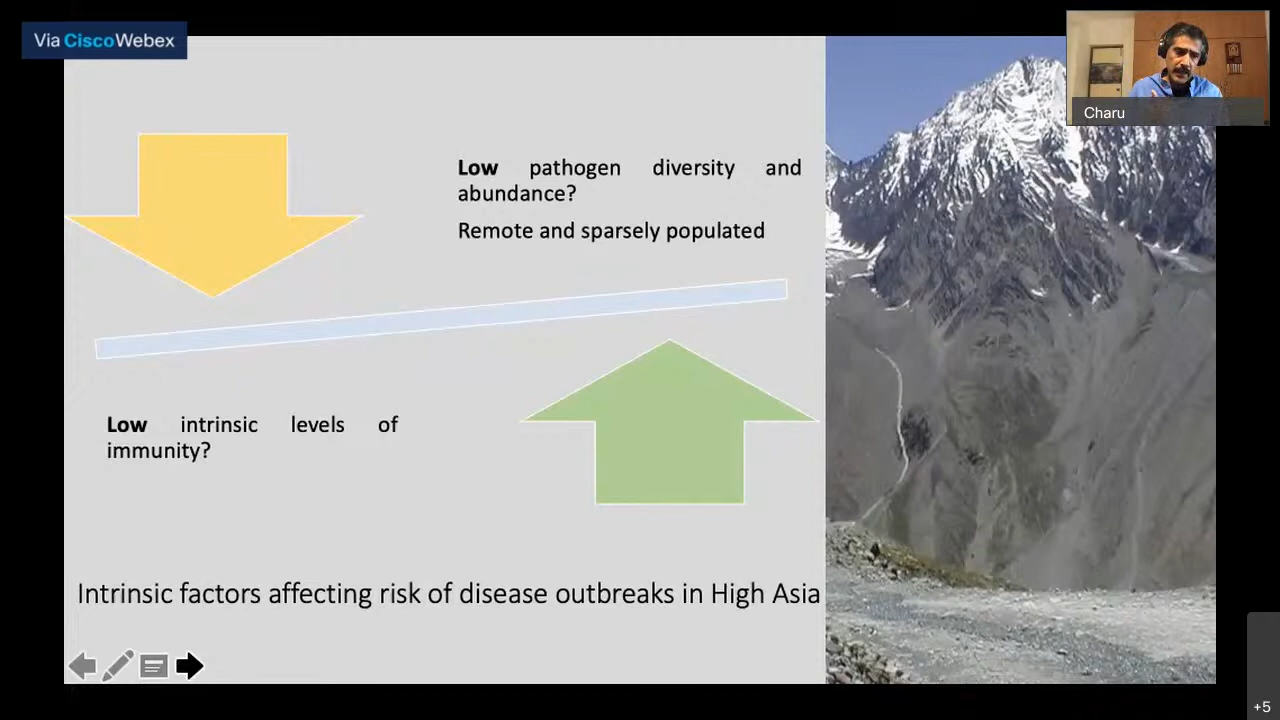 Via CiscoWebex
Charu
Low pathogen diversity and
abundance?
Remote and sparsely populated
Low intrinsic levels of
immunity?
Intrinsic factors affecting risk of disease outbreaks in High Asia
+5